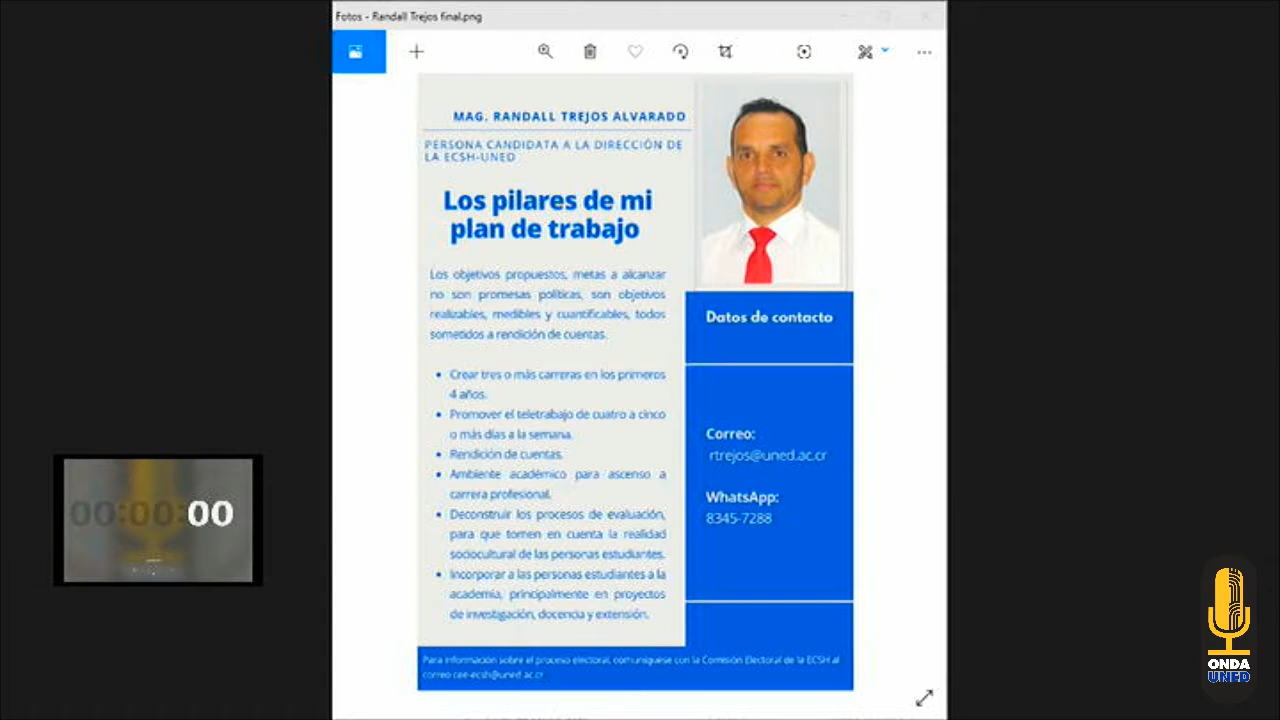 Fotos - Randall Trejos final.png
MAG. RANDALL TREJOS ALVARADO
PERSONA CANDIDATA A LA DIRECCIÓN DE
LA ECSH-UNED
Los pilares de mi
plan de trabajo
Los objetivos propuestos, metas a alcanzar
no son promesas políticas, son objetivos
realizables, medibles y cuantificables, todos
sometidos a rendición de cuentas.
• Crear tres o más carreras en los primeros
4 años.
• Promover el teletrabajo de cuatro a cinco
o más días a la semana.
• Rendición de cuentas.
• Ambiente académico para ascenso a
carrera profesional.
• Deconstruir los procesos de evaluación,
para que tomen en cuenta la realidad
sociocultural de las personas estudiantes.
• Incorporar a las personas estudiantes a la
academia, principalmente en proyectos
de investigación, docencia y extensión.
Datos de contacto
Correo:
rtrejos@uned.ac.cr
WhatsApp:
8345-7288
Para información sobre el proceso electoral, comuníquese con la Comisión Electoral de la ECSH al
correo cee-ecsh@uned.ac.cr
00:00:00
ONDA
UNED